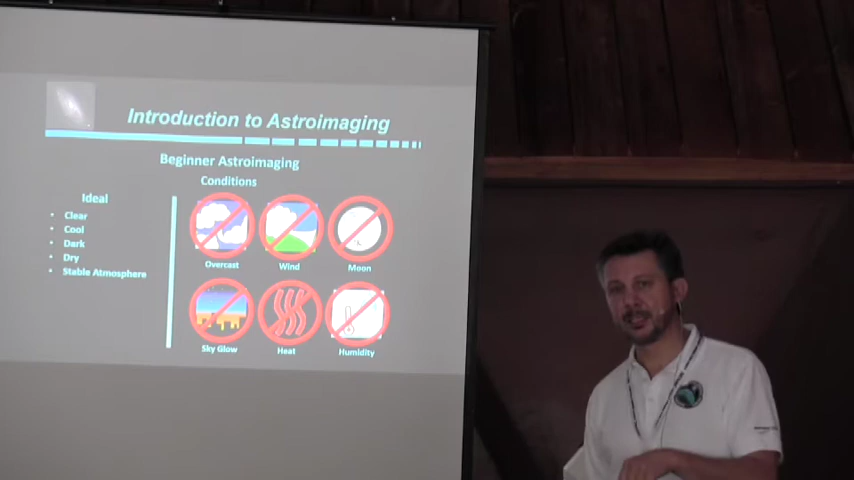 Introduction to Astroimaging
Beginner Astroimaging
Conditions
Ideal
• Clear
• Cool
• Dark
• Dry
• Stable Atmosphere
Overcast
Wind
Moon
Sky Glow
Heat
Humidity